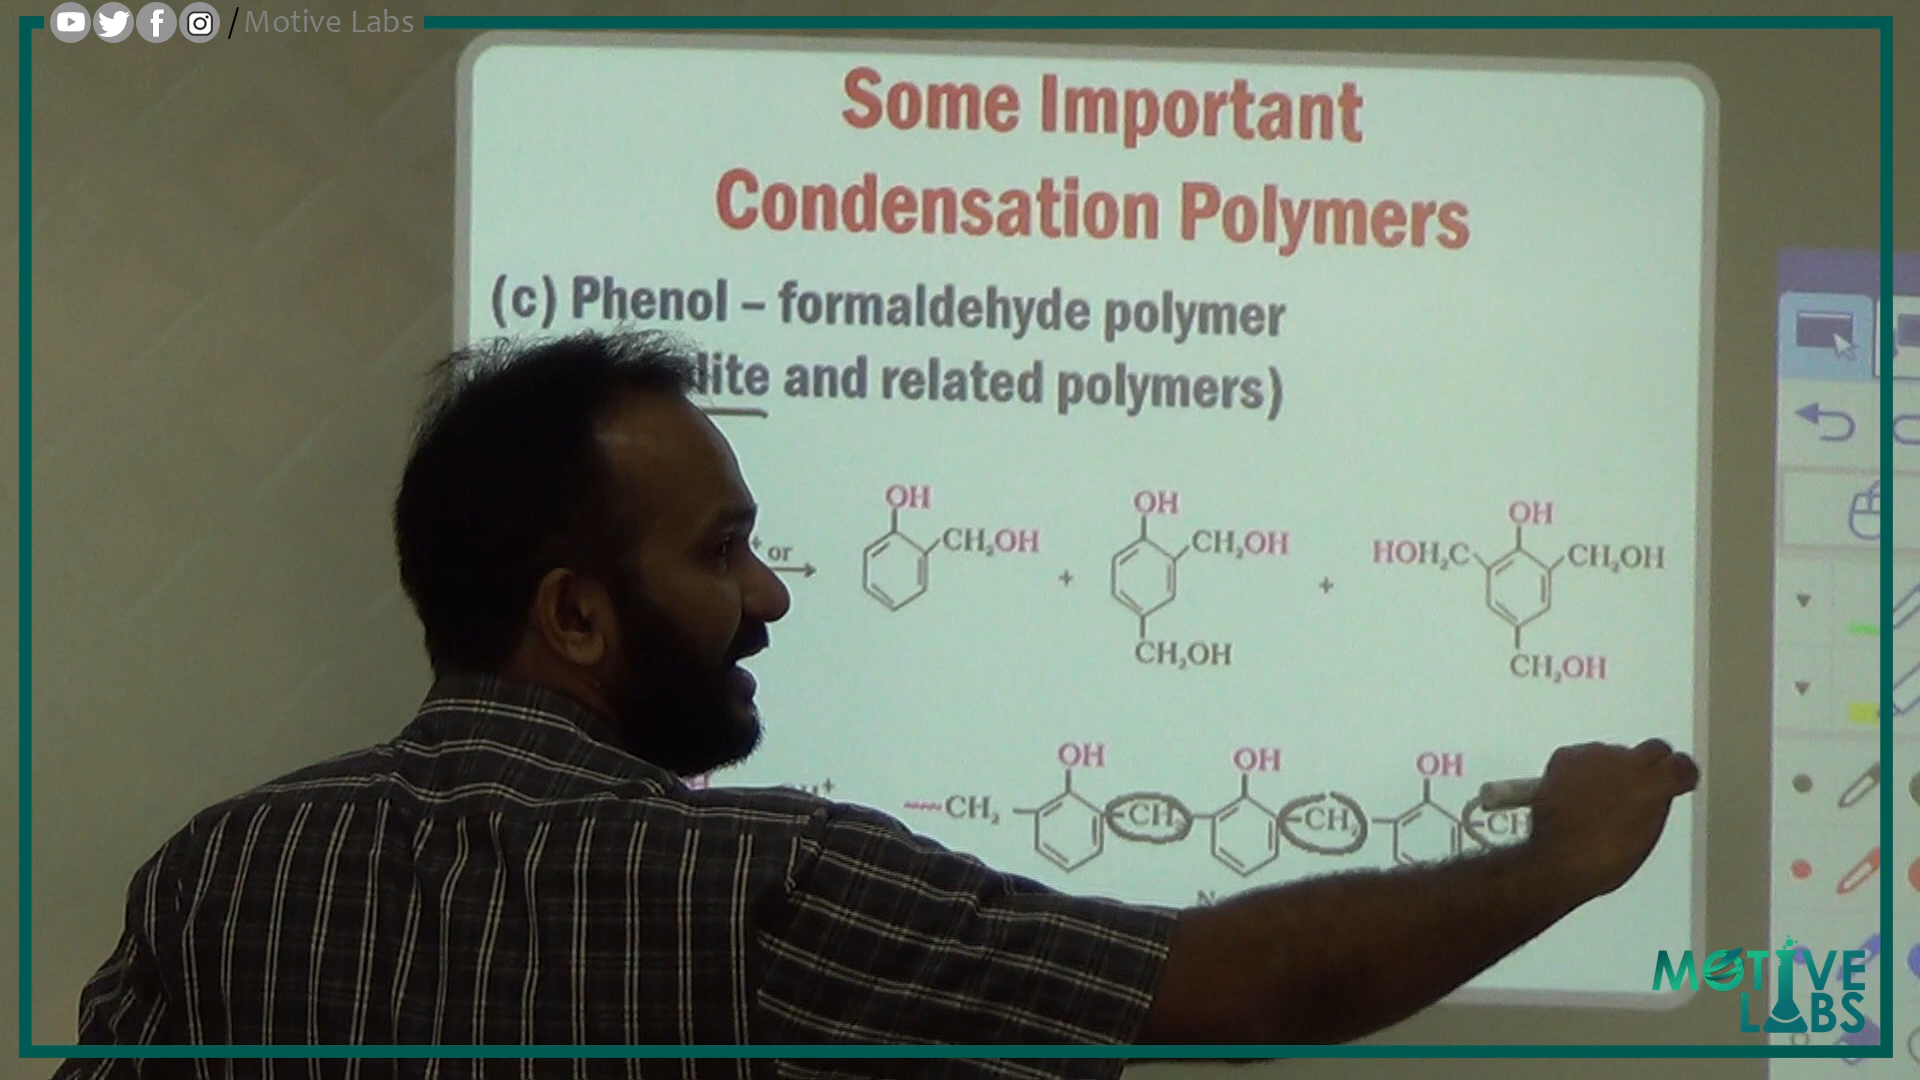 / Motive Labs
Some Important
Condensation Polymers
(c) Phenol – formaldehyde polymer
lite and related polymers)
OH OH OH
+ or CH₂OH + CH₂OH + HOH₂C CH₂OH
CH₂OH CH₂OH
OH OH OH
H⁺ CH₂ CH₂ CH₂ CH
N
MOTIVE
LABS